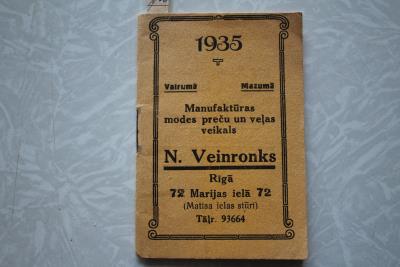 1935
Vairumā Mazumā
Manufaktūras
modes preču un veļas
veikals
N. Veinronks
Rīgā
72 Marijas ielā 72
(Matīsa ielas stūrī)
Tāļr. 93664